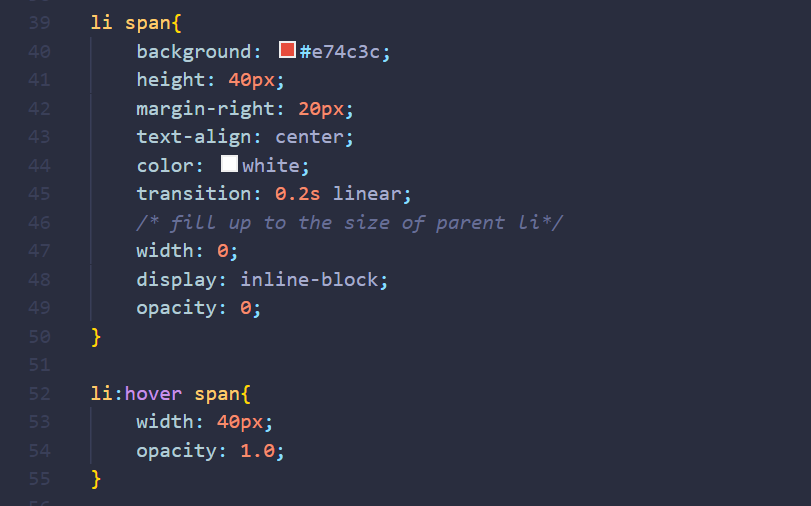 39 li span{
40 background: #e74c3c;
41 height: 40px;
42 margin-right: 20px;
43 text-align: center;
44 color: white;
45 transition: 0.2s linear;
46 /* fill up to the size of parent li*/
47 width: 0;
48 display: inline-block;
49 opacity: 0;
50 }
51
52 li:hover span{
53 width: 40px;
54 opacity: 1.0;
55 }